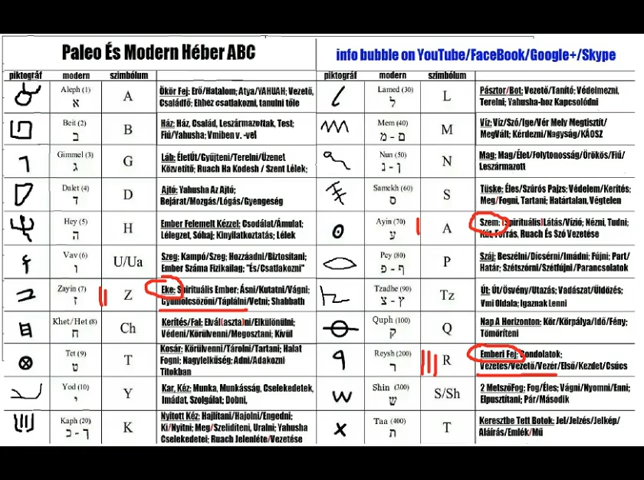 Paleo És Modern Héber ABC
info bubble on YouTube/FaceBook/Google+/Skype
piktográf modern szimbólum
piktográf modern szimbólum
Aleph (1)
א
A
Ökör Fej: Erő/Hatalom; Atya/YAHUAH; Vezető,
Családfő; Ehhez csatlakozni, tanulni tőle
Beit (2)
ב
B
Ház: Ház, Család, Leszármazottak, Test;
Fiú/Yahushua; Vmiben v. -vel
Gimmel (3)
ג
G
Láb: ÉletÚt/Gyűjteni/Terelni/Üzenet
Közvetítő; Ruach Ha Kodesh / Szent Lélek;
Dalet (4)
ד
D
Ajtó: Yahusha Az Ajtó;
Bejárat/Mozgás/Lógás/Gyengeség
Hey (5)
ה
H
Ember Felemelt Kézzel: Csodálat/Ámulat;
Lélegzet, Sóhaj; Kinyilatkoztatás; Lélek
Vav (6)
ו
U/Ua
Szeg: Kampó/Szeg; Hozzáadni/Biztosítani;
Ember Száma Fizikailag; "És/Csatlakozni"
Zayin (7)
ז
Z
Eke: Spirituális Ember; Ásni/Kutatni/Vágni;
Gyümölcsözőni/Táplálni/Vetni; Shabbath
Khet/Het (8)
ח
Ch
Kerítés/Fal: Elvál(aszta)ni/Elkülönülni;
Védeni/Körülvenni/Megosztani; Kívül
Tet (9)
ט
T
Kosár: Körülvenni/Tárolni/Tartani; Halat
Fogni; Nagylelkűség; Adni/Adakozni
Titokban
Yod (10)
י
Y
Kar, Kéz: Munka, Munkásság, Cselekedetek,
Imádat, Szolgálat; Dobni,
Kaph (20)
ך - כ
K
Nyitott Kéz: Hajlítani/Hajolni/Engedni;
Ki/Nyitni; Meg/Szelídíteni, Uralni; Yahusha
Cselekedetei; Ruach Jelenléte/Vezetése
Lamed (30)
ל
L
Pásztor/Bot: Vezető/Tanító; Védelmezni,
Terelni; Yahusha-hoz Kapcsolódni
Mem (40)
ם - מ
M
Víz: Víz/Szó/Ige/Vér Mely Megtisztít/
MegVált; Kérdezni/Nagyság/KÁOSZ
Nun (50)
ן - נ
N
Mag: Mag/Élet/Folytonosság/Örökös/Fiú/
Leszármazott
Samekh (60)
ס
S
Tüske: Éles/Szúrós Pajzs; Védelem/Kerítés;
Meg/Fogni, Tartani; Határtalan, Végtelen
Ayin (70)
ע
A
Szem: (Spirituális) Látás/Vízió; Nézni, Tudni;
Kút, Forrás, Ruach És Szó Vezetése
Pey (80)
ף - פ
P
Száj: Beszélni/Dicsérni/Imádni; Fújni; Part/
Határ; Szétszórni/Szétfújni/Parancsolatok
Tzadhe (90)
ץ - צ
Tz
Út: Út/Ösvény/Utazás; Vadászat/Üldözés/
Vmi Oldala; Igaznak Lenni
Quph (100)
ק
Q
Nap A Horizonton: Kör/Körpálya/Idő/Fény;
Tömöríteni
Reysh (200)
ר
R
Emberi Fej: Gondolatok;
Vezetés/Vezető/Vezér/Első/Kezdet/Csúcs
Shin (300)
ש
S/Sh
2 MetszőFog: Fog/Éles; Vágni/Nyomni/Enni;
Elpusztítani; Pár/Második
Taa (400)
ת
T
Keresztbe Tett Botok: Jel/Jelzés/Jelkép/
Aláírás/Emlék/Mű